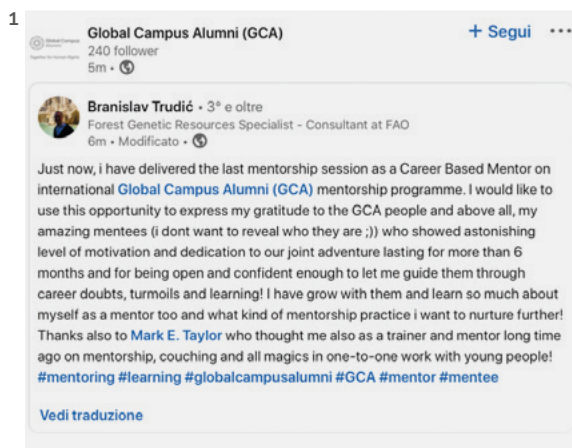 1
Global Campus Alumni (GCA)
+ Segui ...
240 follower
5m •
Branislav Trudić • 3° e oltre
Forest Genetic Resources Specialist - Consultant at FAO
6m • Modificato •
Just now, i have delivered the last mentorship session as a Career Based Mentor on
international Global Campus Alumni (GCA) mentorship programme. I would like to
use this opportunity to express my gratitude to the GCA people and above all, my
amazing mentees (i dont want to reveal who they are ;)) who showed astonishing
level of motivation and dedication to our joint adventure lasting for more than 6
months and for being open and confident enough to let me guide them through
career doubts, turmoils and learning! I have grow with them and learn so much about
myself as a mentor too and what kind of mentorship practice i want to nurture further!
Thanks also to Mark E. Taylor who thought me also as a trainer and mentor long time
ago on mentorship, couching and all magics in one-to-one work with young people!
#mentoring #learning #globalcampusalumni #GCA #mentor #mentee
Vedi traduzione